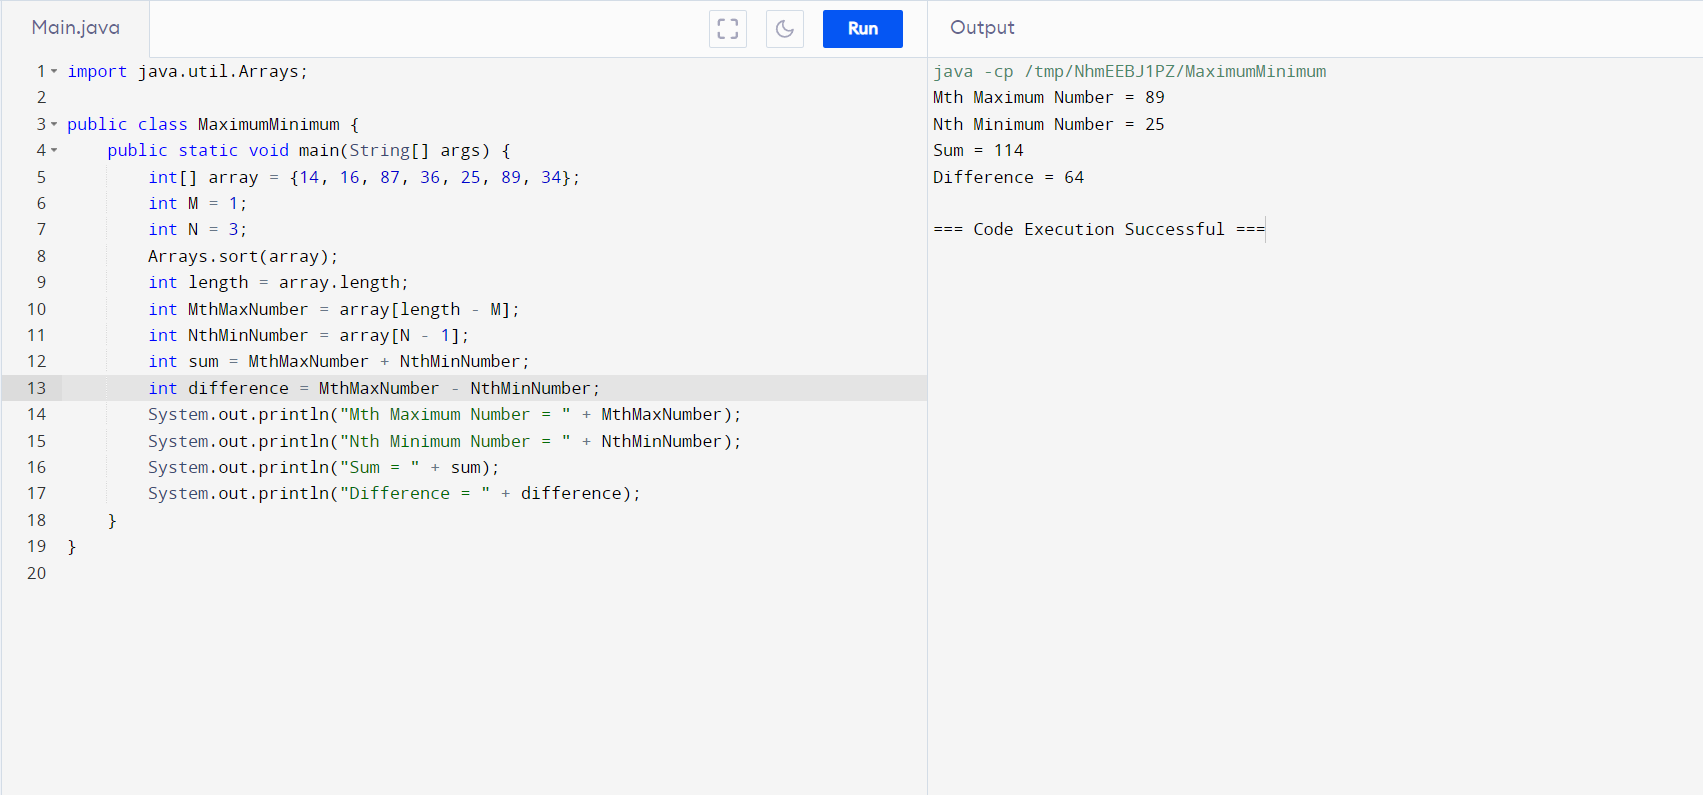 Main.java
Run
Output
1 import java.util.Arrays;
2
3 public class MaximumMinimum {
4     public static void main(String[] args) {
5         int[] array = {14, 16, 87, 36, 25, 89, 34};
6         int M = 1;
7         int N = 3;
8         Arrays.sort(array);
9         int length = array.length;
10         int MthMaxNumber = array[length - M];
11         int NthMinNumber = array[N - 1];
12         int sum = MthMaxNumber + NthMinNumber;
13         int difference = MthMaxNumber - NthMinNumber;
14         System.out.println("Mth Maximum Number = " + MthMaxNumber);
15         System.out.println("Nth Minimum Number = " + NthMinNumber);
16         System.out.println("Sum = " + sum);
17         System.out.println("Difference = " + difference);
18     }
19 }
20
java -cp /tmp/NhmEEBJ1PZ/MaximumMinimum
Mth Maximum Number = 89
Nth Minimum Number = 25
Sum = 114
Difference = 64
=== Code Execution Successful ===